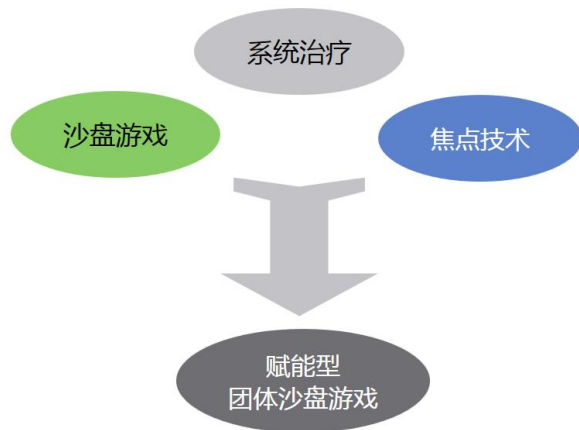 系统治疗
沙盘游戏
焦点技术
赋能型
团体沙盘游戏